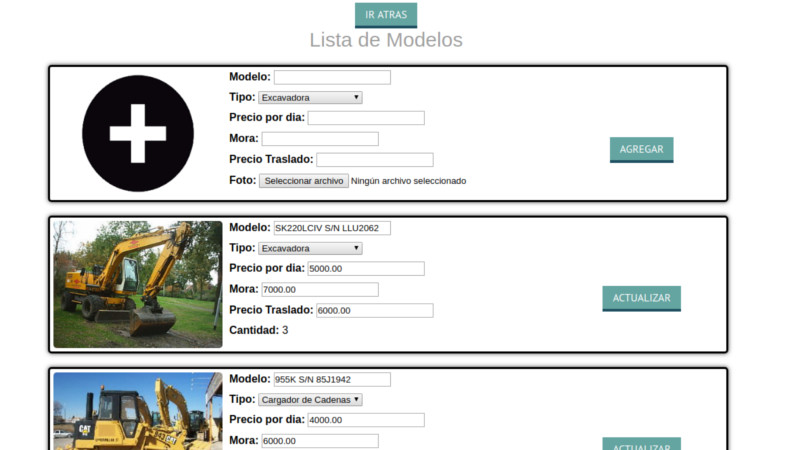 IR ATRAS
Lista de Modelos
Modelo:
Tipo: Excavadora
Precio por dia:
Mora:
Precio Traslado:
Foto: Seleccionar archivo Ningún archivo seleccionado
AGREGAR
Modelo: SK220LCIV S/N LLU2062
Tipo: Excavadora
Precio por dia: 5000.00
Mora: 7000.00
Precio Traslado: 6000.00
Cantidad: 3
ACTUALIZAR
Modelo: 955K S/N 85J1942
Tipo: Cargador de Cadenas
Precio por dia: 4000.00
Mora: 6000.00
ACTUALIZAR
CAT
CAT